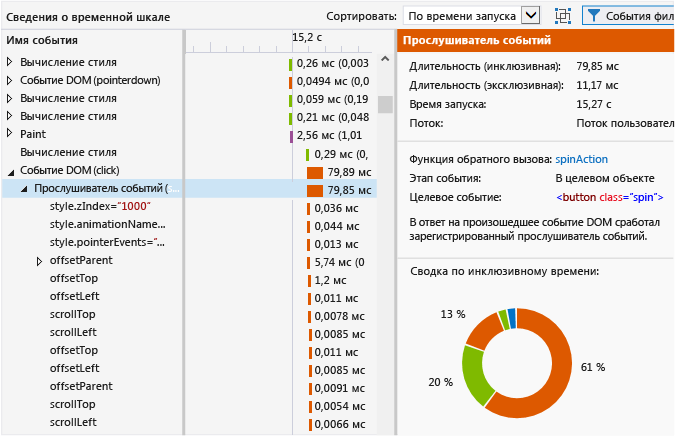 Сведения о временной шкале
Сортировать: По времени запуска
События фил
Имя события
15,2 с
Вычисление стиля 0,26 мс (0,003
Событие DOM (pointerdown) 0,0494 мс (0,0
Вычисление стиля 0,059 мс (0,19
Вычисление стиля 0,21 мс (0,048
Paint 2,56 мс (1,01
Вычисление стиля 0,29 мс (0,
Событие DOM (click) 79,89 мс
Прослушиватель событий (s... 79,85 мс
style.zIndex="1000" 0,036 мс
style.animationName... 0,044 мс
style.pointerEvents="... 0,013 мс
offsetParent 5,74 мс (0
offsetTop 1,2 мс
offsetLeft 0,011 мс
scrollTop 0,0078 мс
scrollLeft 0,0085 мс
offsetTop 0,011 мс
offsetLeft 0,0085 мс
offsetParent 0,0091 мс
scrollTop 0,0054 мс
scrollLeft 0,0066 мс
Прослушиватель событий
Длительность (инклюзивная): 79,85 мс
Длительность (эксклюзивная): 11,17 мс
Время запуска: 15,27 с
Поток: Поток пользовател
Функция обратного вызова: spinAction
Этап события: В целевом объекте
Целевое событие: <button class="spin">
В ответ на произошедшее событие DOM сработал
зарегистрированный прослушиватель событий.
Сводка по инклюзивному времени:
13 %
61 %
20 %